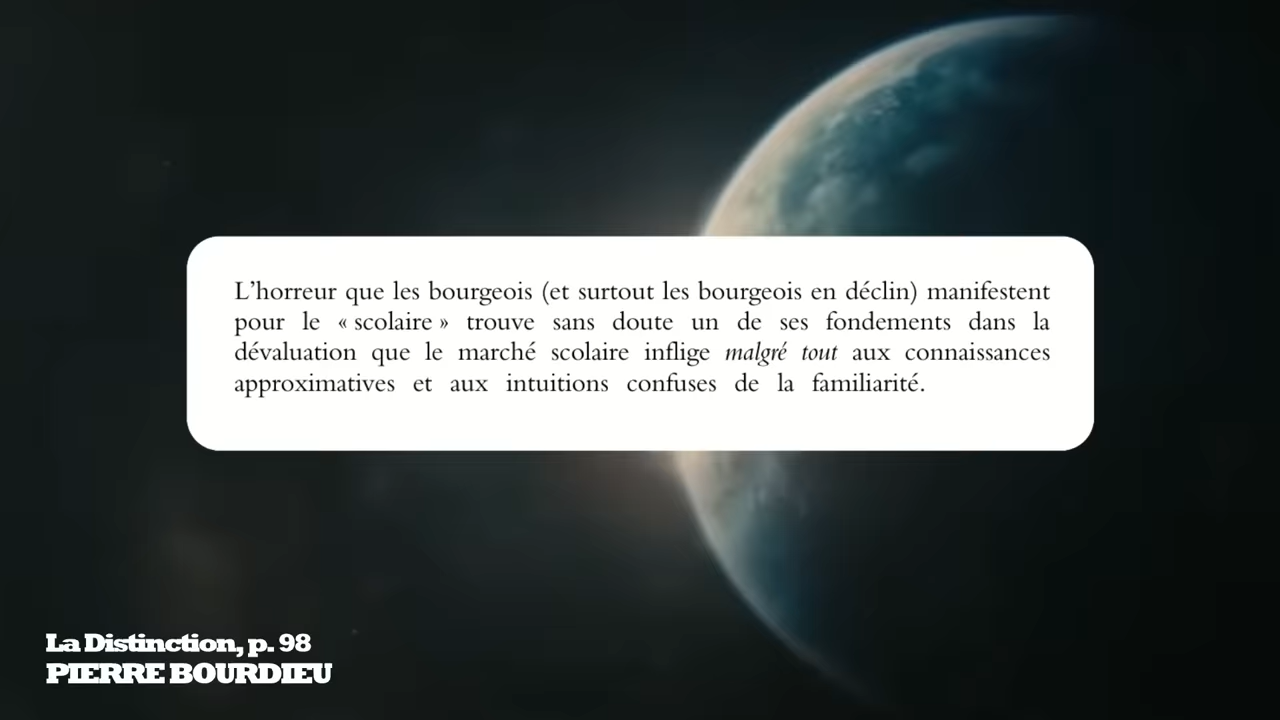 L’horreur que les bourgeois (et surtout les bourgeois en déclin) manifestent
pour le « scolaire » trouve sans doute un de ses fondements dans la
dévaluation que le marché scolaire inflige malgré tout aux connaissances
approximatives et aux intuitions confuses de la familiarité.
La Distinction, p. 98
PIERRE BOURDIEU